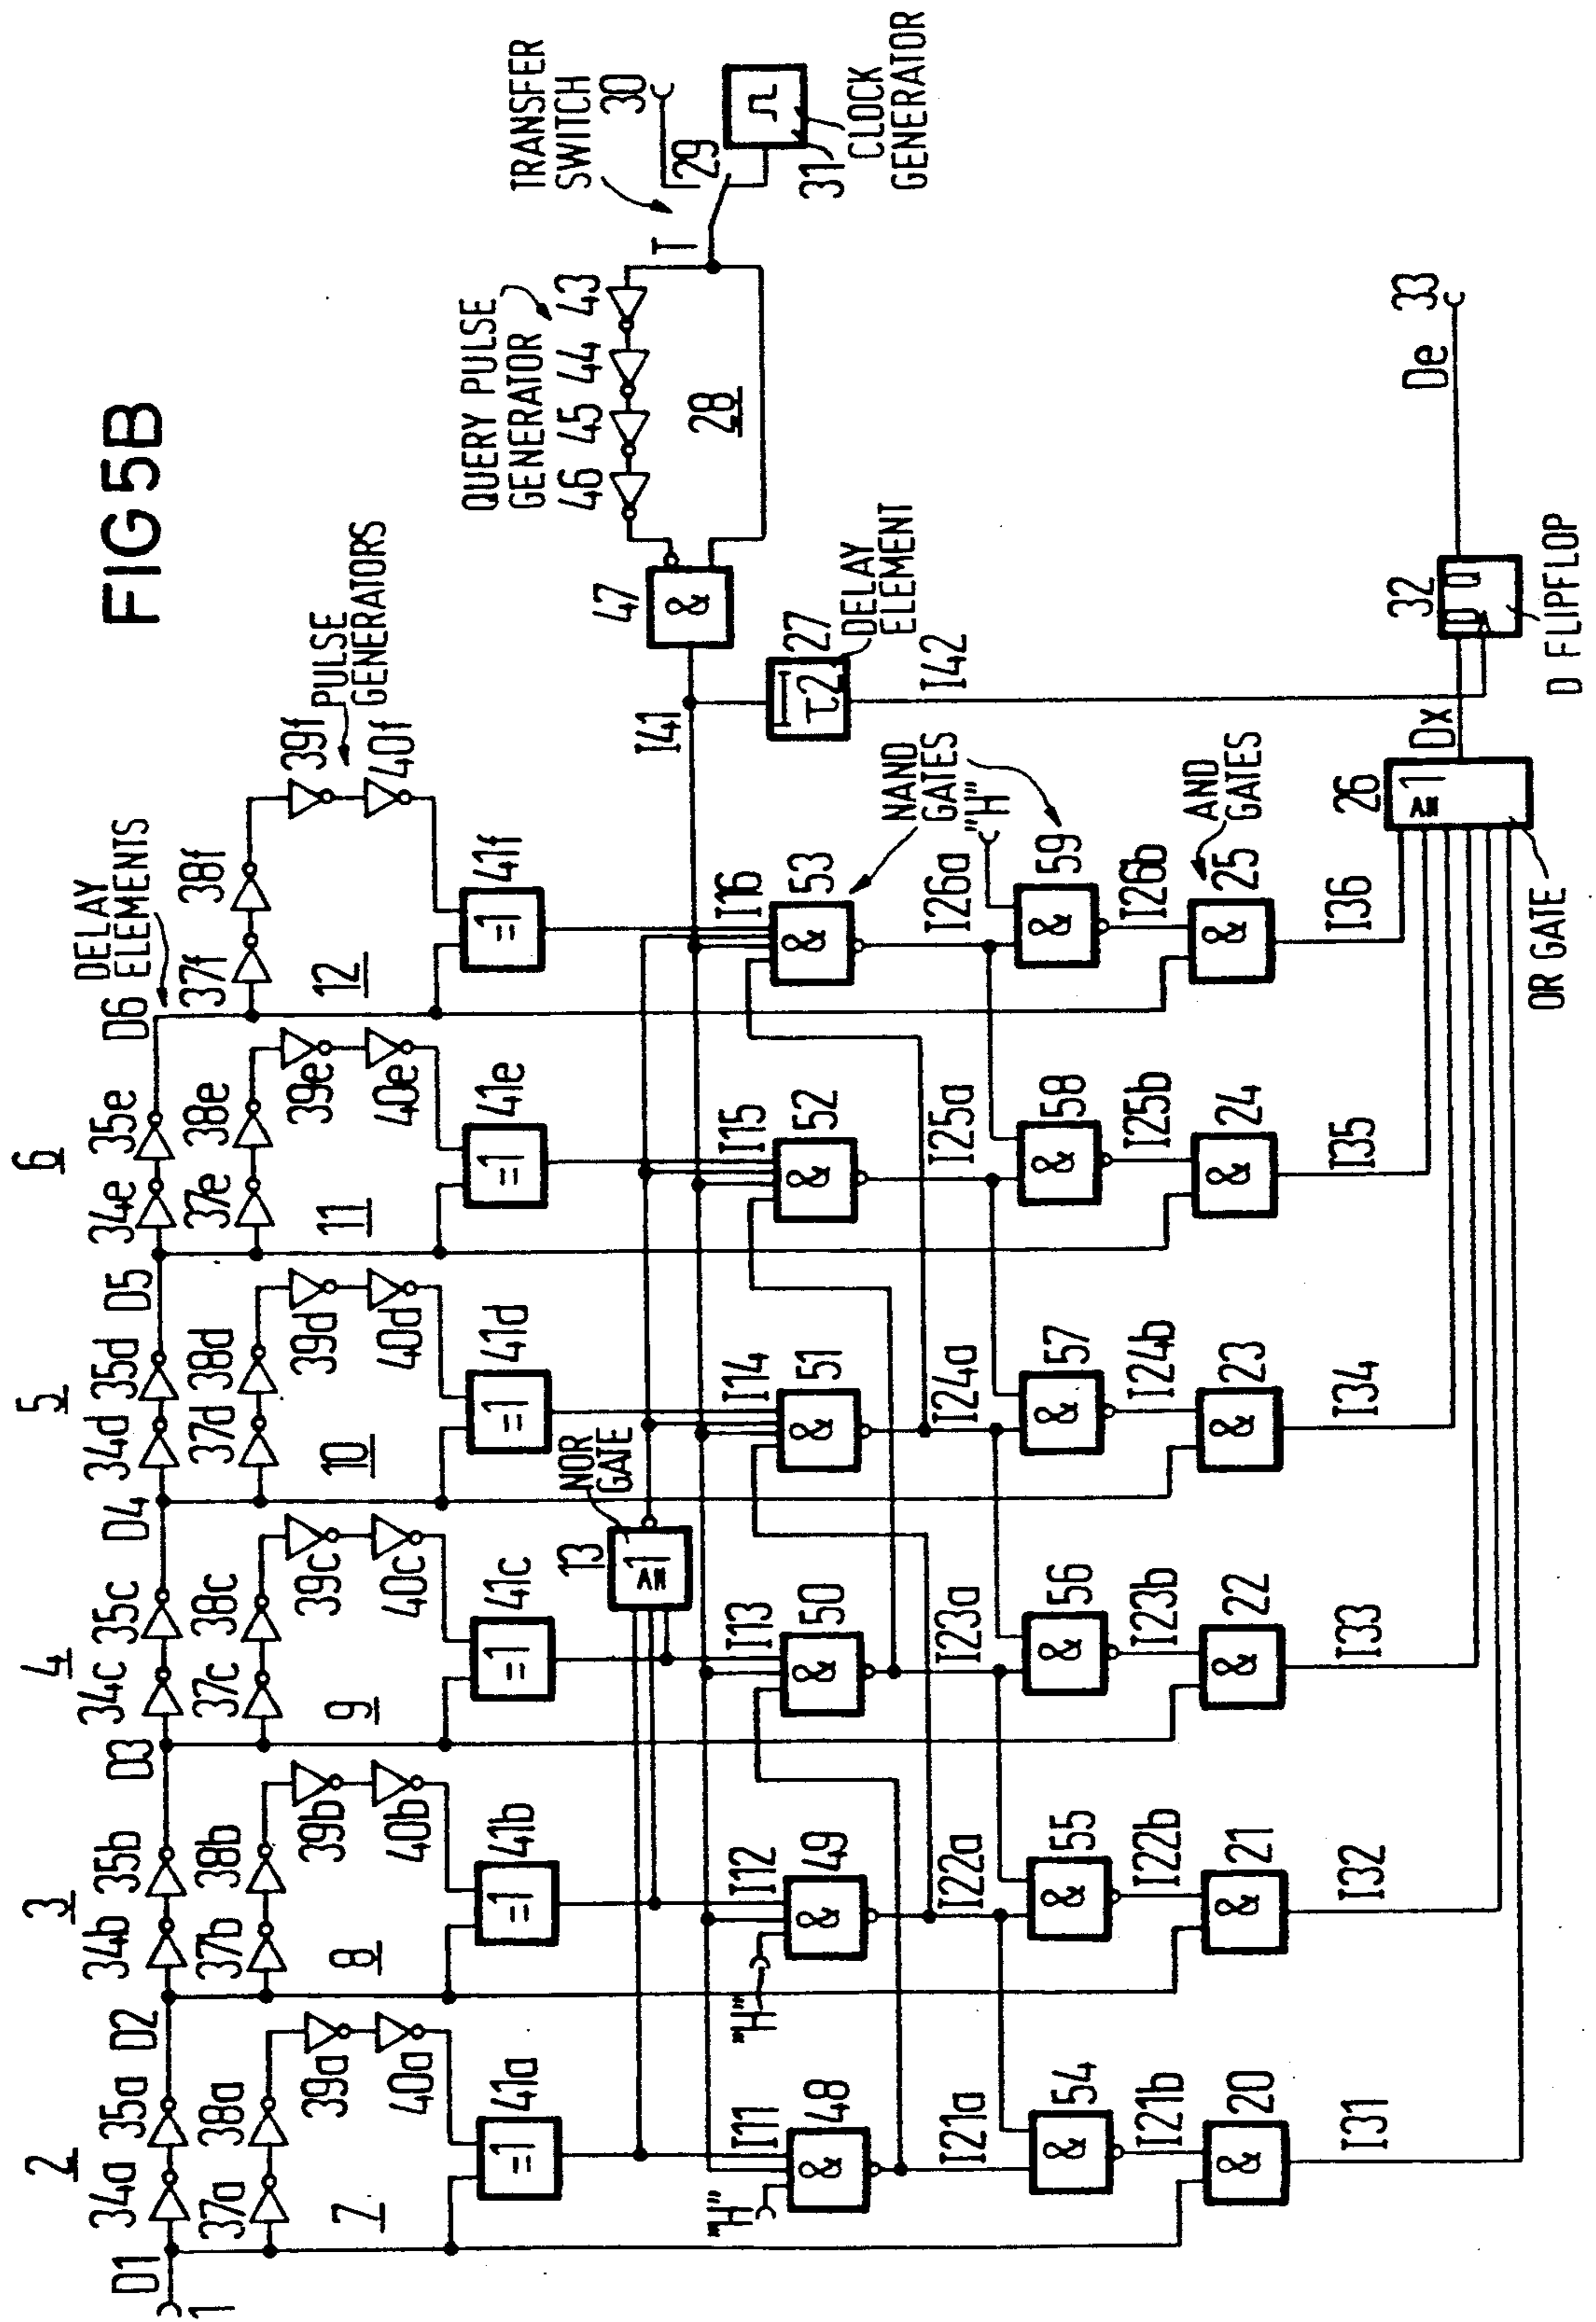 FIG 5B
2 3 4 5 6
34a 35a 34b 35b 34c 35c 34d 35d 34e 35e
DELAY
ELEMENTS
D1 D2 D3 D4 D5 D6
1
37a 38a 37b 38b 37c 38c 37d 38d 37e 38e 37f 38f
39a 39b 39c 39d 39e 39f
PULSE
GENERATORS
7 8 9 10 11 12
40a 40b 40c 40d 40e 40f
41a 41b 41c 41d 41e 41f
=1 =1 =1 =1 =1 =1
QUERY PULSE
GENERATOR
46 45 44 43
TRANSFER
SWITCH
30
T
29
28
31
CLOCK
GENERATOR
47
&
NOR
GATE
13
≥1
I41
27
τ2
DELAY
ELEMENT
I42
I11 I12 I13 I14 I15 I16
"H" "H"
48 49 50 51 52 53
& & & & & &
NAND
GATES
"H"
I21a I22a I23a I24a I25a I26a
54 55 56 57 58 59
& & & & & &
I21b I22b I23b I24b I25b I26b
AND
GATES
20 21 22 23 24 25
& & & & & &
I31 I32 I33 I34 I35 I36
26
≥1
OR GATE
Dx
32
D Q
D FLIPFLOP
De
33